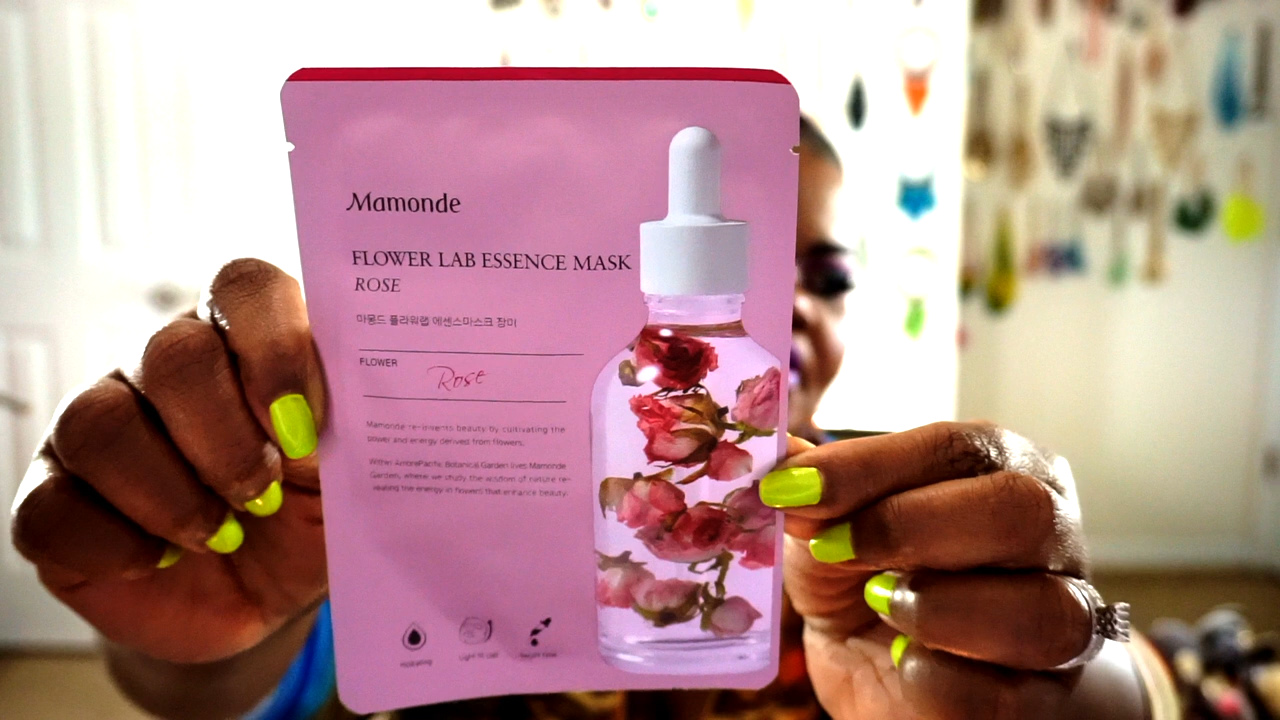 Mamonde
FLOWER LAB ESSENCE MASK
ROSE
마몽드 플라워랩 에센스마스크 장미
FLOWER
Rose
Mamonde re-invents beauty by cultivating the
power and energy derived from flowers.
Within AmorePacific Botanical Garden lives Mamonde
Garden, where we study the wisdom of nature re-
vealing the energy in flowers that enhance beauty.
Hydrating